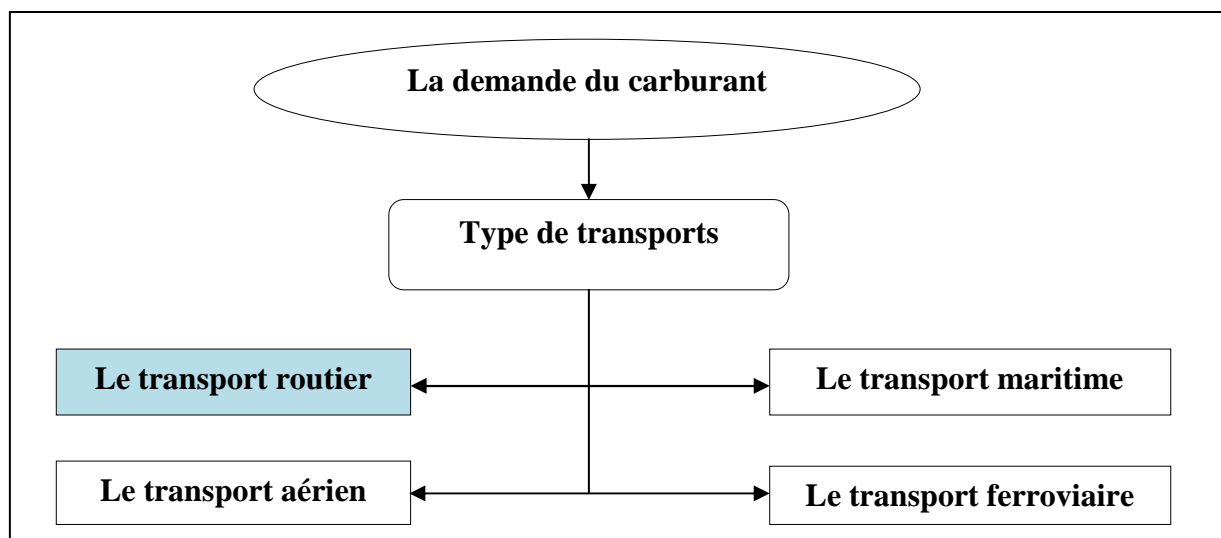 La demande du carburant
Type de transports
Le transport routier
Le transport maritime
Le transport aérien
Le transport ferroviaire